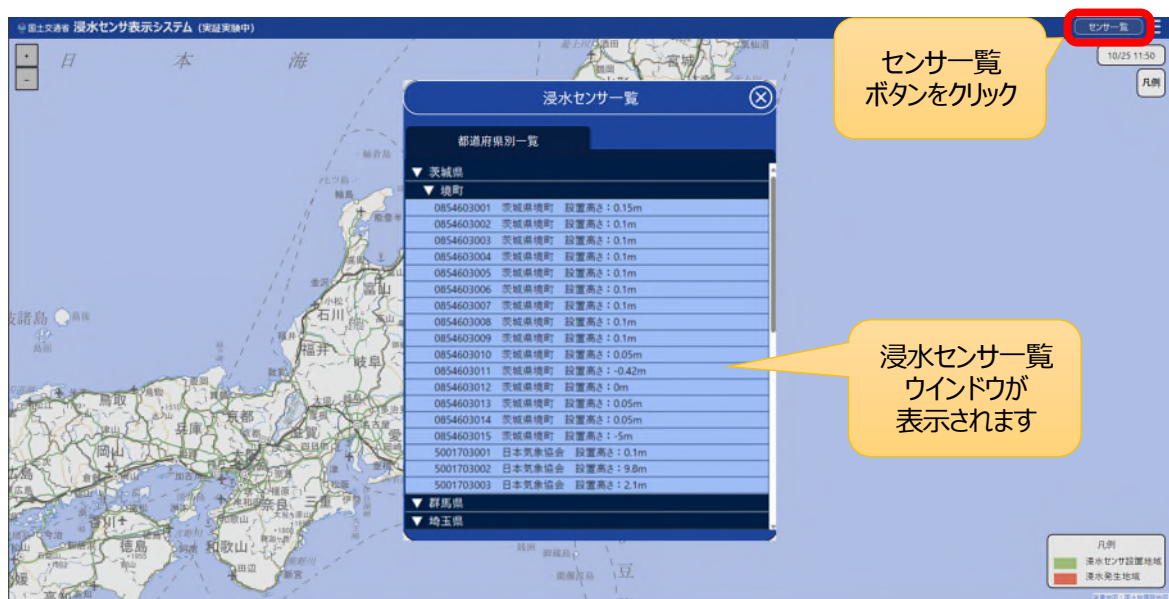 国土交通省 浸水センサ表示システム (実証実験中)
センサ一覧
10/25 11:50
凡例
+
-
日本海
センサ一覧
ボタンをクリック
浸水センサ一覧
都道府県別一覧
▼ 茨城県
▼ 境町
0854603001 茨城県境町 設置高さ：0.15m
0854603002 茨城県境町 設置高さ：0.1m
0854603003 茨城県境町 設置高さ：0.1m
0854603004 茨城県境町 設置高さ：0.1m
0854603005 茨城県境町 設置高さ：0.1m
0854603006 茨城県境町 設置高さ：0.1m
0854603007 茨城県境町 設置高さ：0.1m
0854603008 茨城県境町 設置高さ：0.1m
0854603009 茨城県境町 設置高さ：0.1m
0854603010 茨城県境町 設置高さ：0.05m
0854603011 茨城県境町 設置高さ：-0.42m
0854603012 茨城県境町 設置高さ：0m
0854603013 茨城県境町 設置高さ：0.05m
0854603014 茨城県境町 設置高さ：0.05m
0854603015 茨城県境町 設置高さ：-5m
5001703001 日本気象協会 設置高さ：0.1m
5001703002 日本気象協会 設置高さ：9.8m
5001703003 日本気象協会 設置高さ：2.1m
▼ 群馬県
▼ 埼玉県
浸水センサ一覧
ウインドウが
表示されます
宮城
輪島
富山
石川
福井
岐阜
鳥取
兵庫
岡山
奈良
三重
徳島
和歌山
田辺
新宮
凡例
浸水センサ設置地域
浸水発生地域